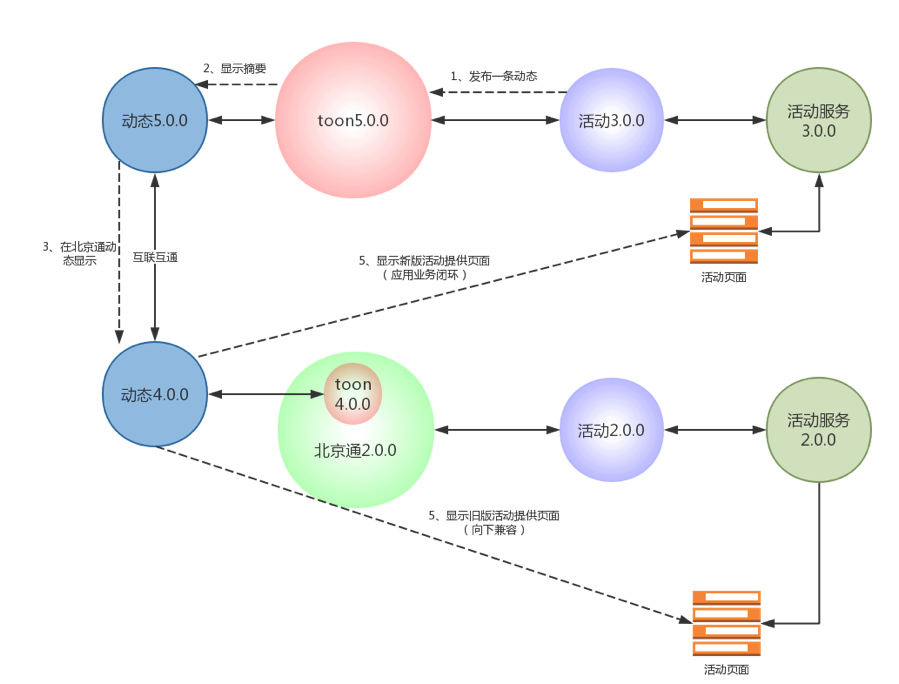 2、显示摘要
1、发布一条动态
动态5.0.0
toon5.0.0
活动3.0.0
活动服务
3.0.0
3、在北京通动
态显示
互联互通
5、显示新版活动提供页面
（应用业务闭环）
活动页面
动态4.0.0
toon
4.0.0
北京通2.0.0
活动2.0.0
活动服务
2.0.0
5、显示旧版活动提供页面
（向下兼容）
活动页面